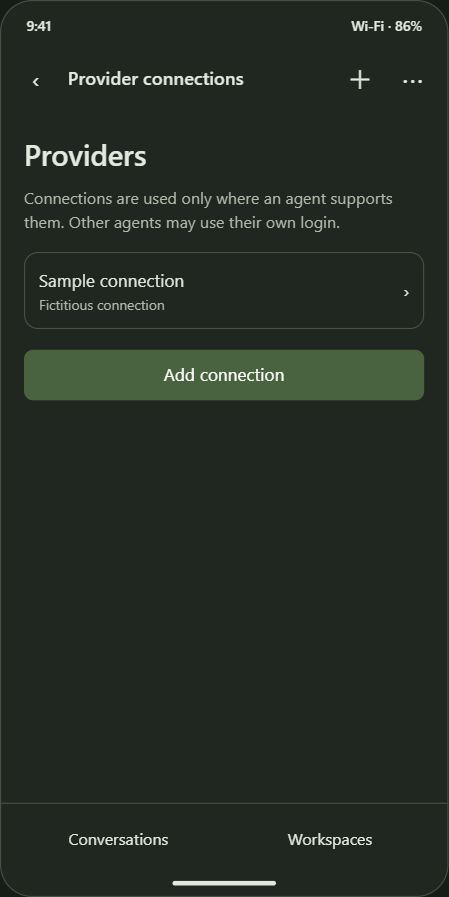 9:41
Wi-Fi · 86%
‹ Provider connections + ...
Providers
Connections are used only where an agent supports
them. Other agents may use their own login.
Sample connection
Fictitious connection
›
Add connection
Conversations
Workspaces